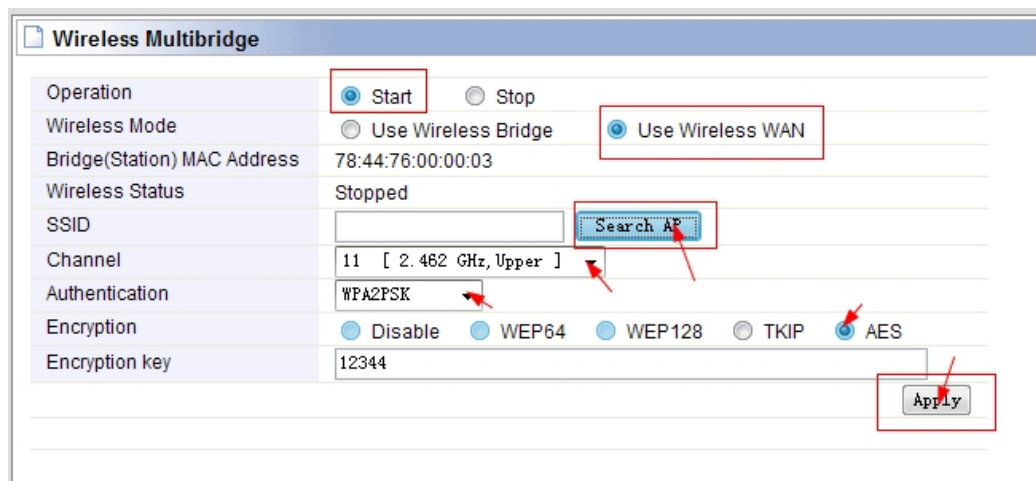 Wireless Multibridge
Operation Start Stop
Wireless Mode Use Wireless Bridge Use Wireless WAN
Bridge(Station) MAC Address 78:44:76:00:00:03
Wireless Status Stopped
SSID Search AP
Channel 11 [ 2.462 GHz,Upper ]
Authentication WPA2PSK
Encryption Disable WEP64 WEP128 TKIP AES
Encryption key 12344
Apply